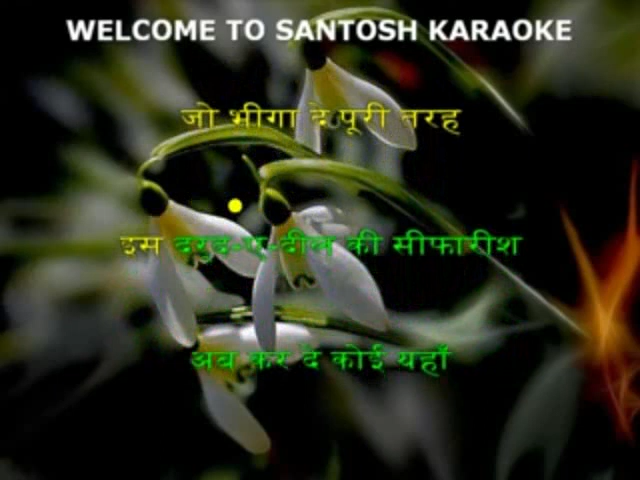 WELCOME TO SANTOSH KARAOKE
जो भीगा दे पूरी तरह
इस दरुद-ए-दील की सीफारीश
अब कर दे कोई यहाँ